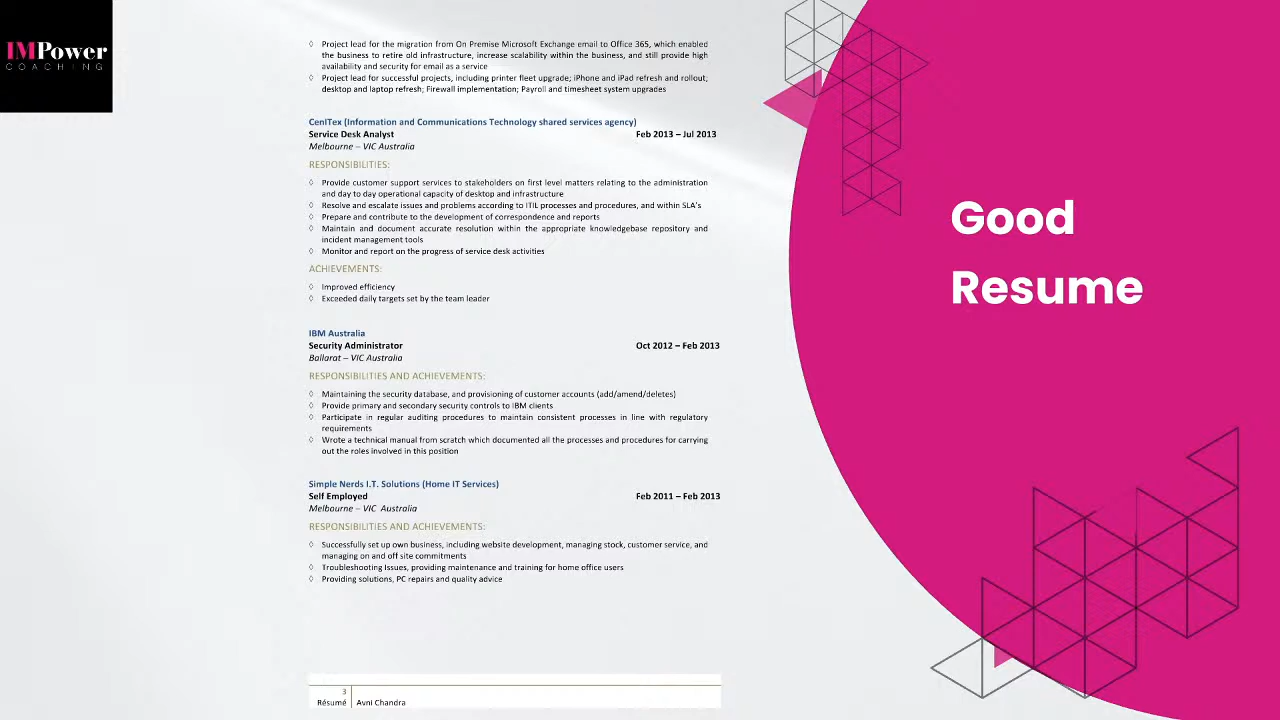 IMPower
COACHING
◊ Project lead for the migration from On Premise Microsoft Exchange email to Office 365, which enabled
the business to retire old infrastructure, increase scalability within the business, and still provide high
availability and security for email as a service
◊ Project lead for successful projects, including printer fleet upgrade; iPhone and iPad refresh and rollout;
desktop and laptop refresh; Firewall implementation; Payroll and timesheet system upgrades
CenITex (Information and Communications Technology shared services agency)
Service Desk Analyst Feb 2013 – Jul 2013
Melbourne – VIC Australia
RESPONSIBILITIES:
◊ Provide customer support services to stakeholders on first level matters relating to the administration
and day to day operational capacity of desktop and infrastructure
◊ Resolve and escalate issues and problems according to ITIL processes and procedures, and within SLA's
◊ Prepare and contribute to the development of correspondence and reports
◊ Maintain and document accurate resolution within the appropriate knowledgebase repository and
incident management tools
◊ Monitor and report on the progress of service desk activities
ACHIEVEMENTS:
◊ Improved efficiency
◊ Exceeded daily targets set by the team leader
IBM Australia
Security Administrator Oct 2012 – Feb 2013
Ballarat – VIC Australia
RESPONSIBILITIES AND ACHIEVEMENTS:
◊ Maintaining the security database, and provisioning of customer accounts (add/amend/deletes)
◊ Provide primary and secondary security controls to IBM clients
◊ Participate in regular auditing procedures to maintain consistent processes in line with regulatory
requirements
◊ Wrote a technical manual from scratch which documented all the processes and procedures for carrying
out the roles involved in this position
Simple Nerds I.T. Solutions (Home IT Services)
Self Employed Feb 2011 – Feb 2013
Melbourne – VIC Australia
RESPONSIBILITIES AND ACHIEVEMENTS:
◊ Successfully set up own business, including website development, managing stock, customer service, and
managing on and off site commitments
◊ Troubleshooting Issues, providing maintenance and training for home office users
◊ Providing solutions, PC repairs and quality advice
3
Résumé Avni Chandra
Good
Resume